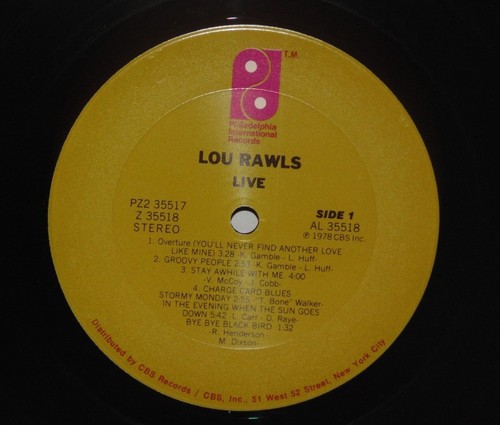 T.M.
Philadelphia
International
Records
LOU RAWLS
LIVE
PZ2 35517
Z 35518
STEREO
SIDE 1
AL 35518
℗ 1978 CBS Inc.
1. Overture (YOU'LL NEVER FIND ANOTHER LOVE
LIKE MINE) 3:28 -K. Gamble - L. Huff-
2. GROOVY PEOPLE 2:51 -K. Gamble - L. Huff-
3. STAY AWHILE WITH ME 4:00
-V. McCoy - J. Cobb-
4. CHARGE CARD BLUES
STORMY MONDAY 2:55 -"T. Bone" Walker-
IN THE EVENING WHEN THE SUN GOES
DOWN 5:42 -L. Carr - D. Raye-
BYE BYE BLACK BIRD 1:32
-R. Henderson-
M. Dixson-
Distributed by CBS Records / CBS, Inc., 51 West 52 Street, New York City